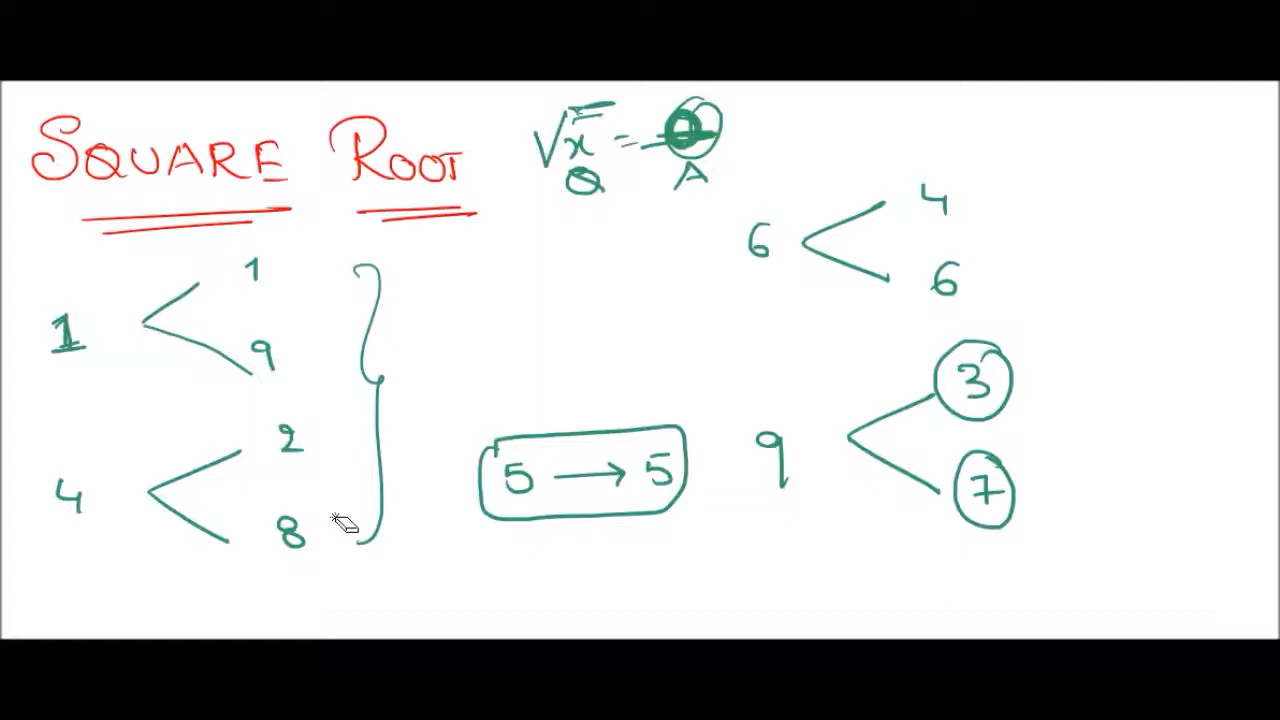 SQUARE ROOT
√x =
Q A
1 1
9
4 2
8
5 → 5
6 4
6
9 3
7